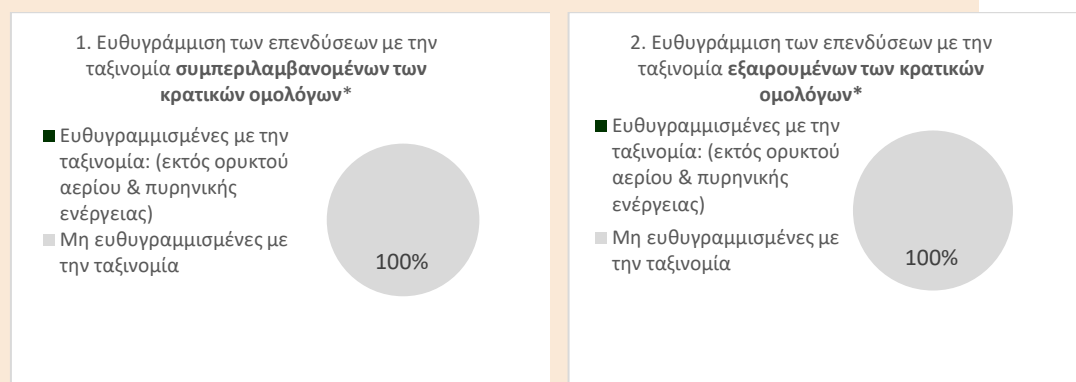 1. Ευθυγράμμιση των επενδύσεων με την
ταξινομία συμπεριλαμβανομένων των
κρατικών ομολόγων*
Ευθυγραμμισμένες με την
ταξινομία: (εκτός ορυκτού
αερίου & πυρηνικής
ενέργειας)
Μη ευθυγραμμισμένες με
την ταξινομία
100%
2. Ευθυγράμμιση των επενδύσεων με την
ταξινομία εξαιρουμένων των κρατικών
ομολόγων*
Ευθυγραμμισμένες με την
ταξινομία: (εκτός ορυκτού
αερίου & πυρηνικής
ενέργειας)
Μη ευθυγραμμισμένες με
την ταξινομία
100%